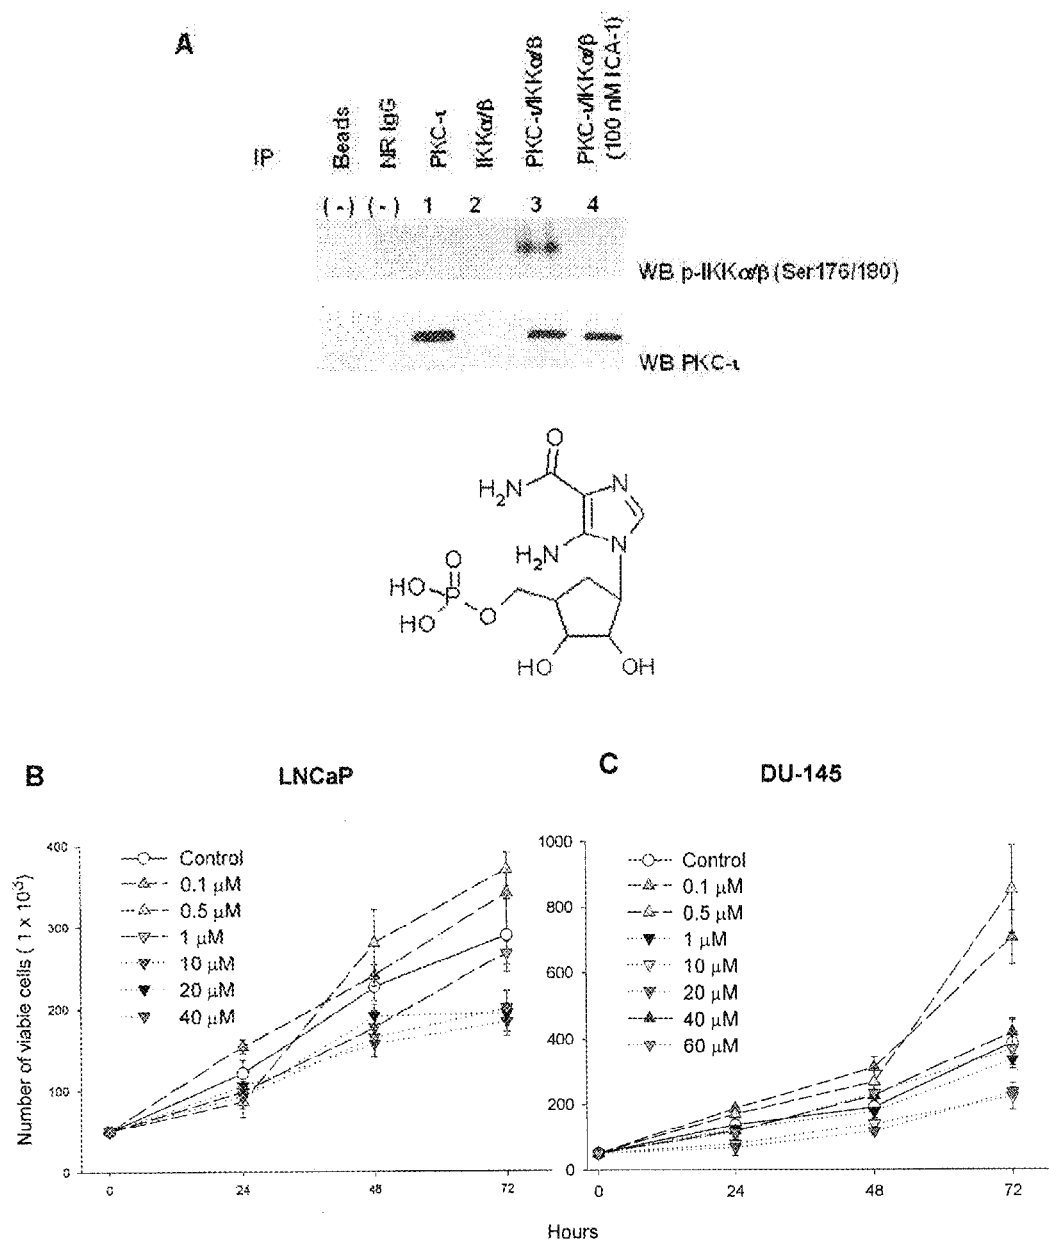 A
IP
Beads
NR IgG
PKC-ι
IKKα/β
PKC-ι/IKKα/β
PKC-ι/IKKα/β
(100 nM ICA-1)
(-) (-) 1 2 3 4
WB p-IKKα/β (Ser176/180)
WB PKC-ι
O
H2N
N
H2N
N
O
HO
P
HO
O
HO
OH
B
LNCaP
Number of viable cells ( 1 x 10^3)
400
300
200
100
0
Control
0.1 μM
0.5 μM
1 μM
10 μM
20 μM
40 μM
0 24 48 72
C
DU-145
1000
800
600
400
200
0
Control
0.1 μM
0.5 μM
1 μM
10 μM
20 μM
40 μM
60 μM
0 24 48 72
Hours